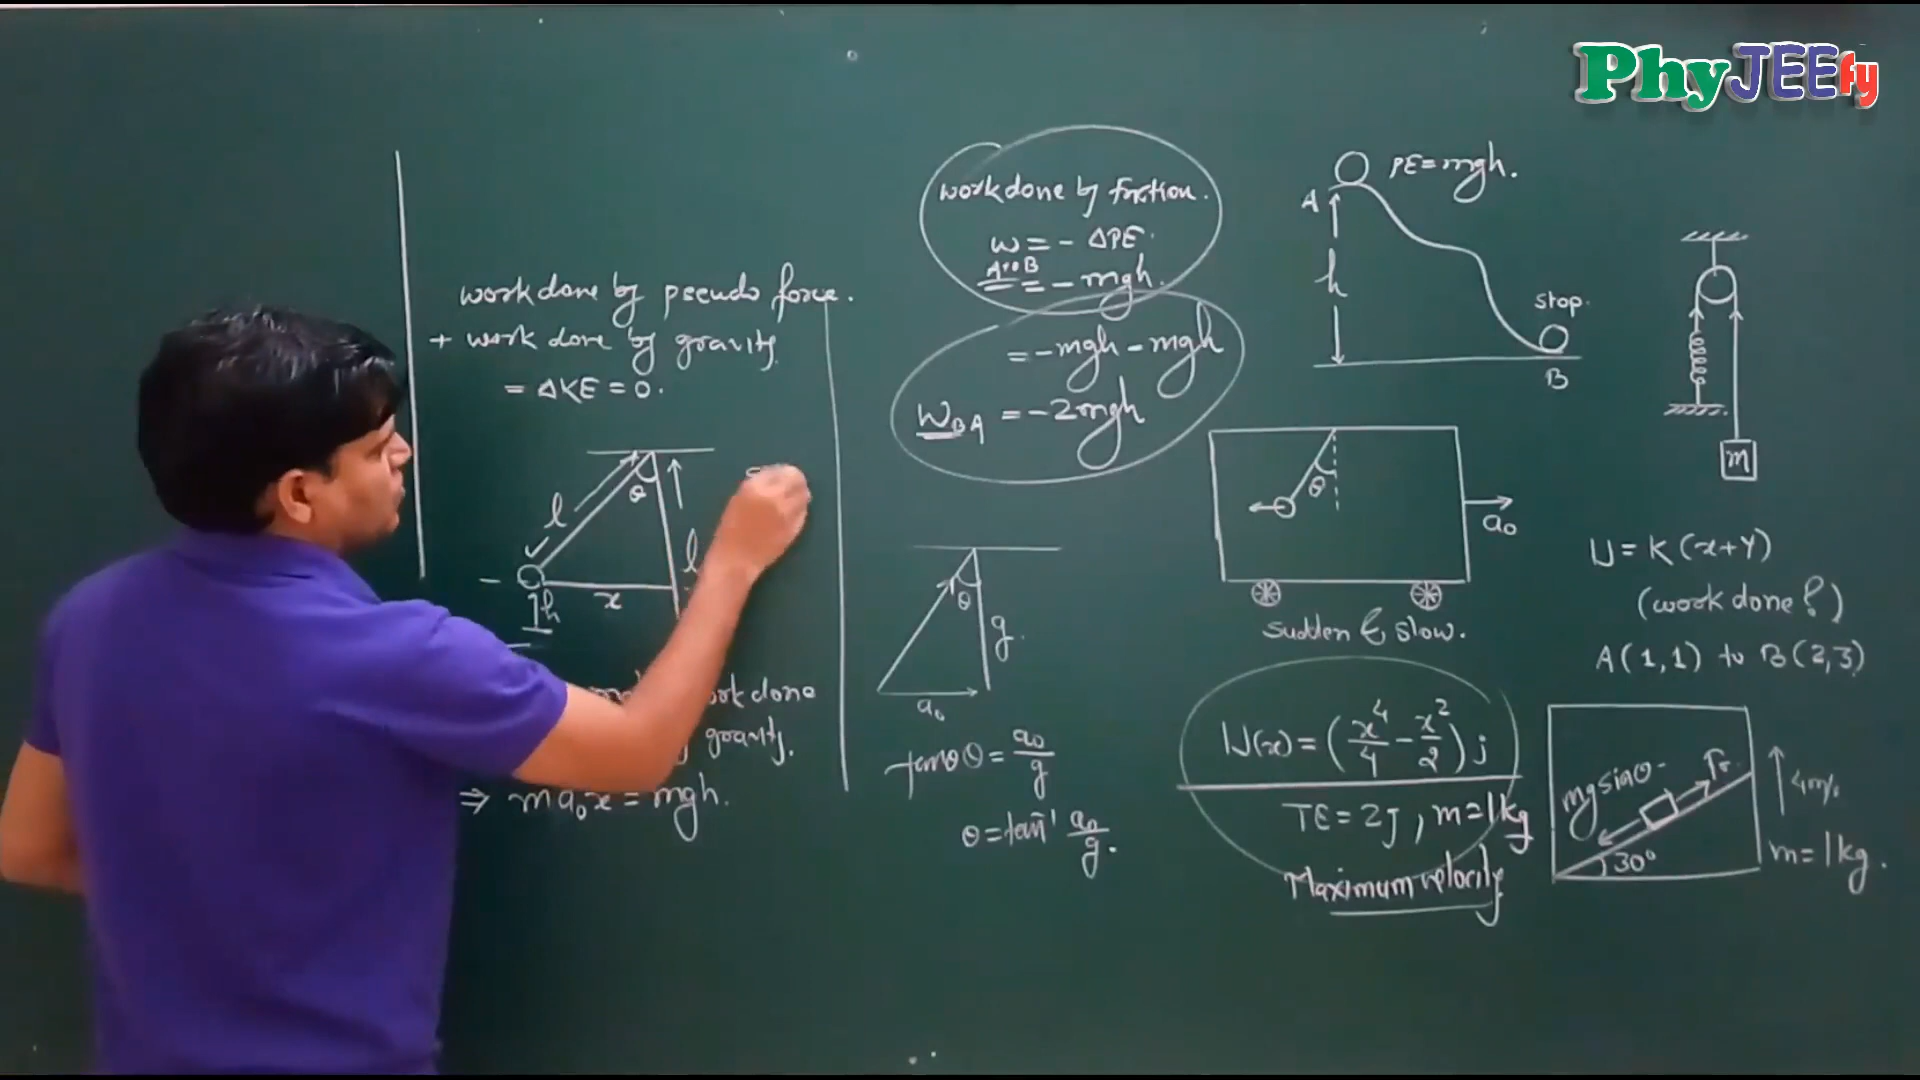 PhyJEEfy
work done by pseudo force.
+ work done by gravity
= ΔKE = 0.
θ
l
l
h
x
work done
gravity.
⇒ ma₀x = mgh.
work done by friction.
W = - ΔPE.
A to B
= - mgh.
= -mgh - mgh
W_BA = -2mgh
θ
g.
a₀
tanθ = a₀/g
θ = tan⁻¹ a₀/g.
PE = mgh.
A
h
stop.
B
m
θ
a₀
Sudden & slow.
U = K(x+y)
(work done?)
A(1,1) to B(2,3)
U(x) = (x⁴/4 - x²/2) j
TE = 2J, m = 1kg
Maximum velocity
mg sinθ
fr.
30°
m = 1kg.